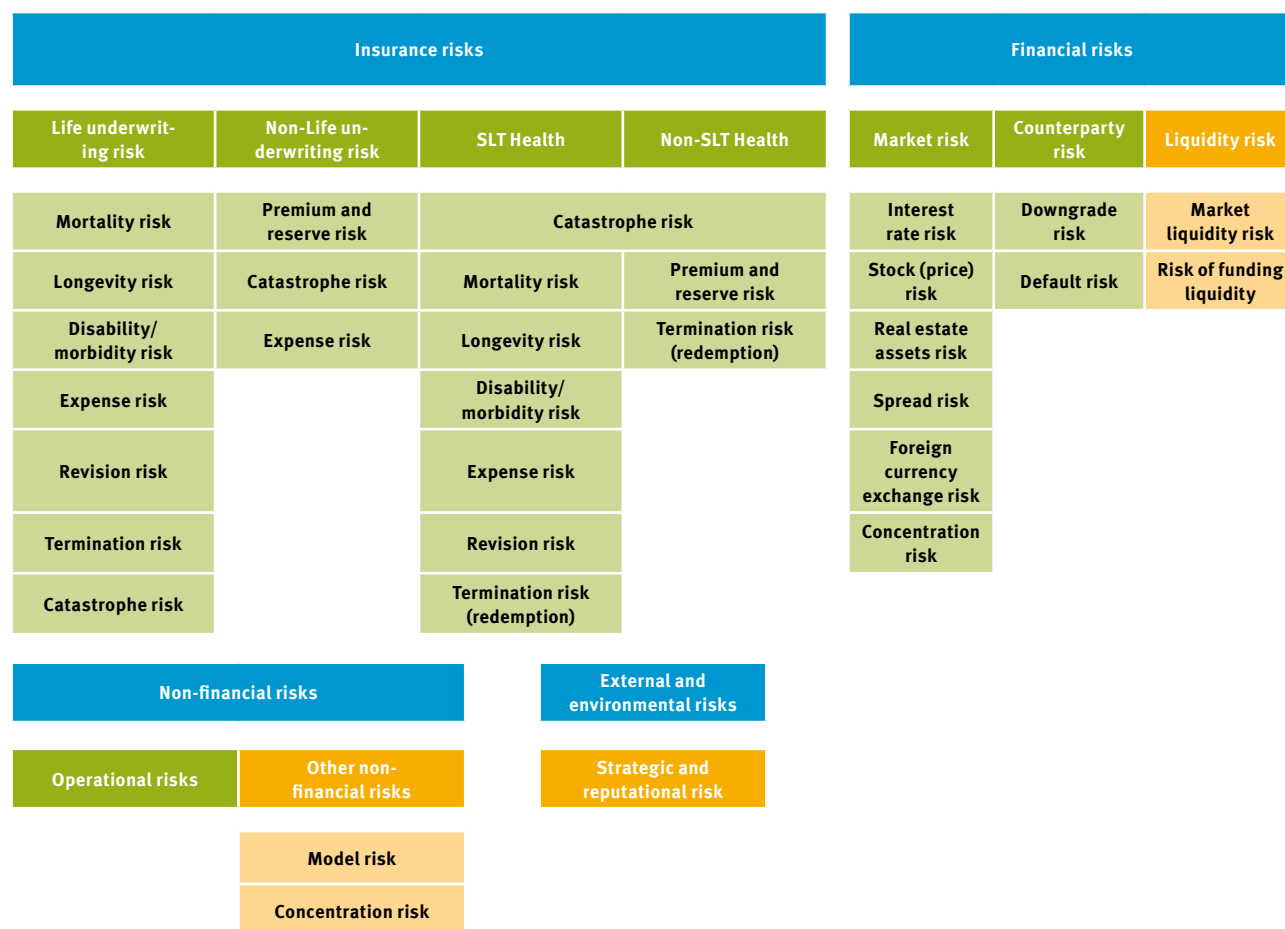 Insurance risks
Financial risks
Life underwrit-
ing risk
Non-Life un-
derwriting risk
SLT Health
Non-SLT Health
Market risk
Counterparty
risk
Liquidity risk
Mortality risk
Premium and
reserve risk
Catastrophe risk
Interest
rate risk
Downgrade
risk
Market
liquidity risk
Longevity risk
Catastrophe risk
Mortality risk
Premium and
reserve risk
Stock (price)
risk
Default risk
Risk of funding
liquidity
Disability/
morbidity risk
Expense risk
Longevity risk
Termination risk
(redemption)
Real estate
assets risk
Expense risk
Disability/
morbidity risk
Spread risk
Revision risk
Expense risk
Foreign
currency
exchange risk
Termination risk
Revision risk
Concentration
risk
Catastrophe risk
Termination risk
(redemption)
Non-financial risks
External and
environmental risks
Operational risks
Other non-
financial risks
Strategic and
reputational risk
Model risk
Concentration risk